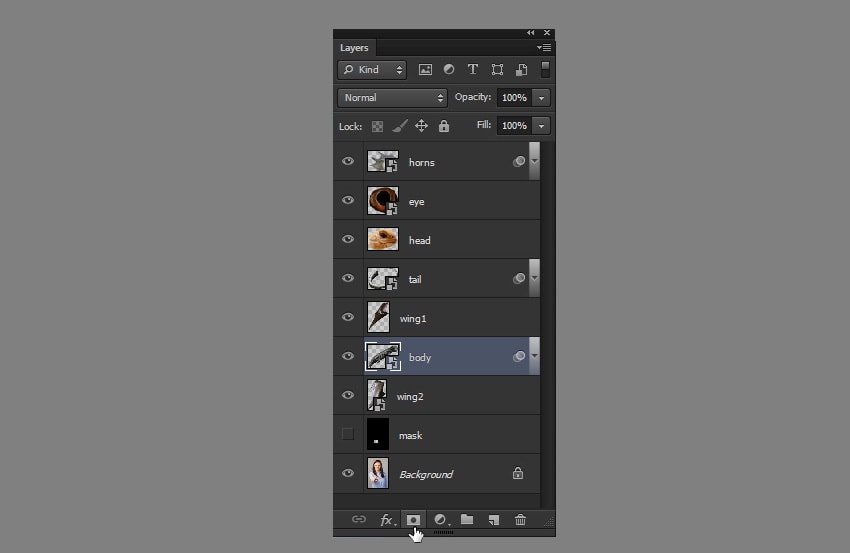 Layers
Kind
T
Normal
Opacity: 100%
Lock:
Fill: 100%
horns
eye
head
tail
wing1
body
wing2
mask
Background
fx